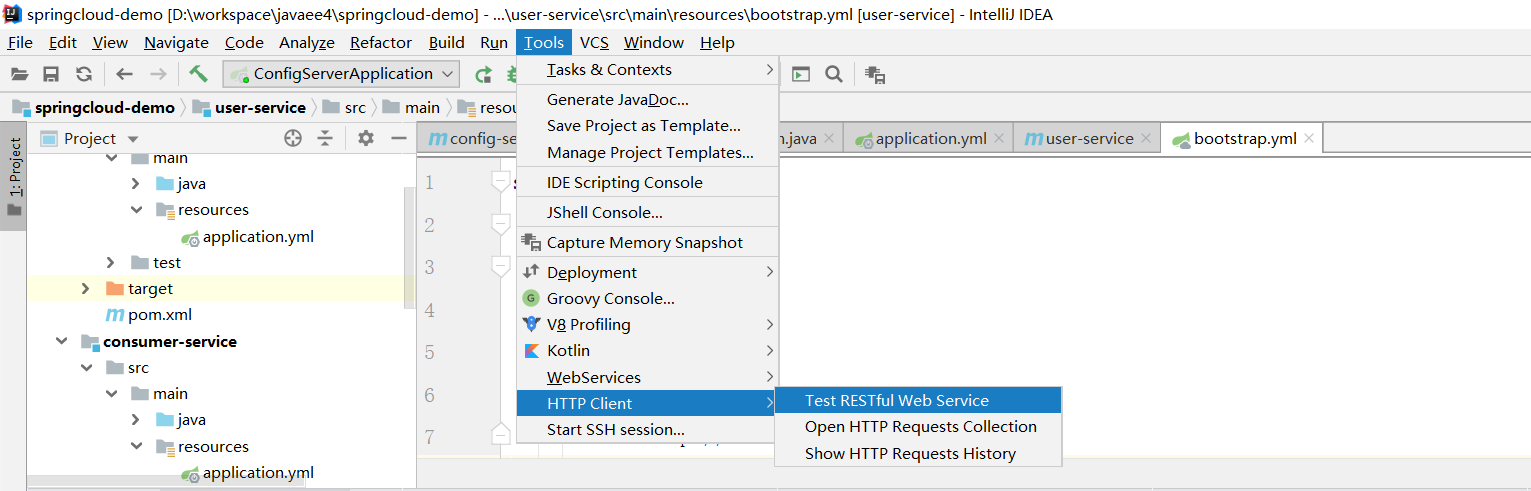 springcloud-demo [D:\workspace\javaee4\springcloud-demo] - ...\user-service\src\main\resources\bootstrap.yml [user-service] - IntelliJ IDEA
File Edit View Navigate Code Analyze Refactor Build Run Tools VCS Window Help
ConfigServerApplication
springcloud-demo user-service src main
1: Project
Project
config-se
n.java
application.yml
user-service
bootstrap.yml
main
java
resources
application.yml
test
target
pom.xml
consumer-service
src
main
java
resources
application.yml
1
2
3
4
5
6
7
Tasks & Contexts
Generate JavaDoc...
Save Project as Template...
Manage Project Templates...
IDE Scripting Console
JShell Console...
Capture Memory Snapshot
Deployment
G Groovy Console...
V8 Profiling
Kotlin
WebServices
HTTP Client
Start SSH session...
Test RESTful Web Service
Open HTTP Requests Collection
Show HTTP Requests History